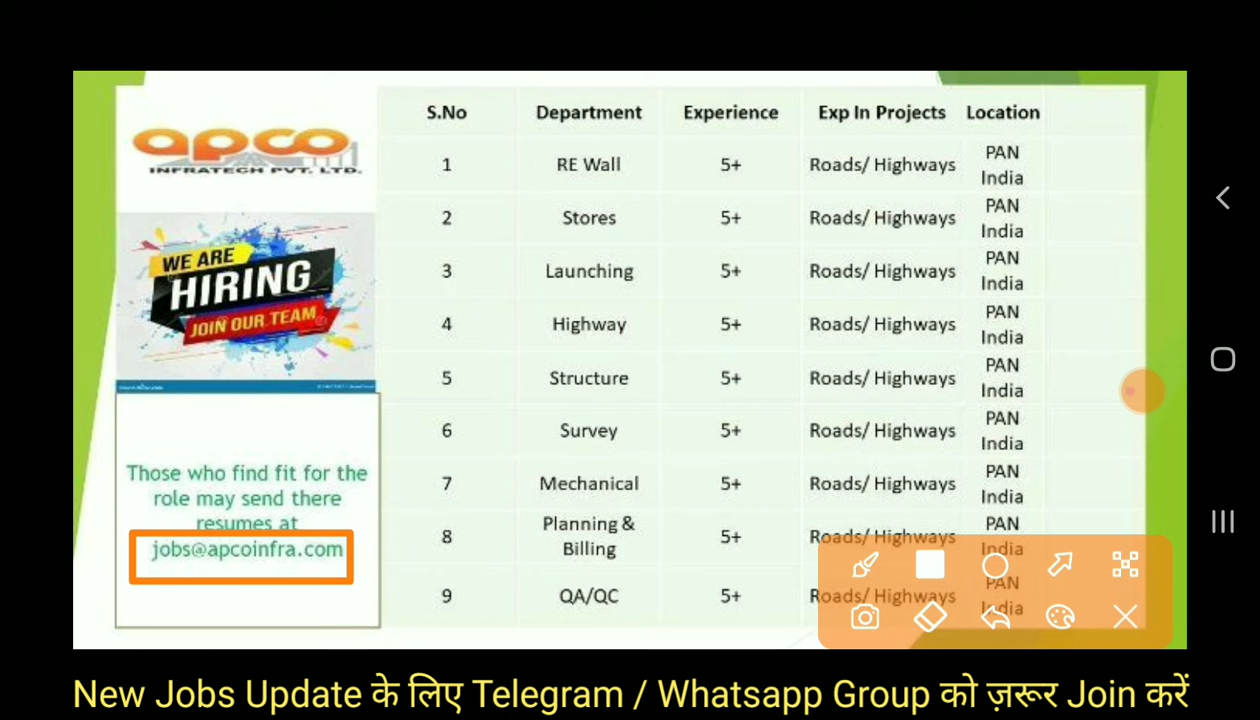 apco
INFRATECH PVT. LTD.
WE ARE
HIRING
JOIN OUR TEAM
Those who find fit for the
role may send there
resumes at
jobs@apcoinfra.com
S.No Department Experience Exp In Projects Location
1 RE Wall 5+ Roads/ Highways PAN
India
2 Stores 5+ Roads/ Highways PAN
India
3 Launching 5+ Roads/ Highways PAN
India
4 Highway 5+ Roads/ Highways PAN
India
5 Structure 5+ Roads/ Highways PAN
India
6 Survey 5+ Roads/ Highways PAN
India
7 Mechanical 5+ Roads/ Highways PAN
India
8 Planning &
Billing 5+ Roads/ Highways PAN
India
9 QA/QC 5+ Roads/ Highways PAN
India
New Jobs Update के लिए Telegram / Whatsapp Group को ज़रूर Join करें